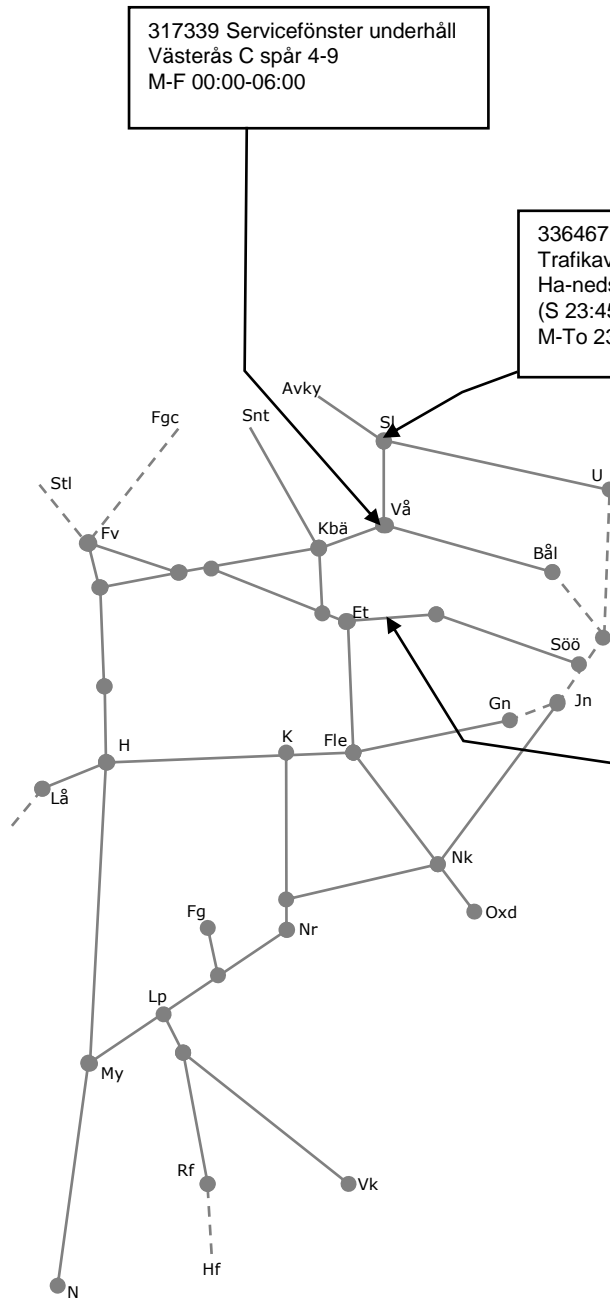 317339 Servicefönster underhåll
Västerås C spår 4-9
M-F 00:00-06:00
336467
Trafikav
Ha-neds
(S 23:45
M-To 23
Avky
Fgc
Snt
Sl
Stl
U
Fv
Kbä
Vå
Bål
Et
Söö
Gn
Jn
H
K
Fle
Lå
Nk
Fg
Oxd
Nr
Lp
My
Rf
Vk
Hf
N